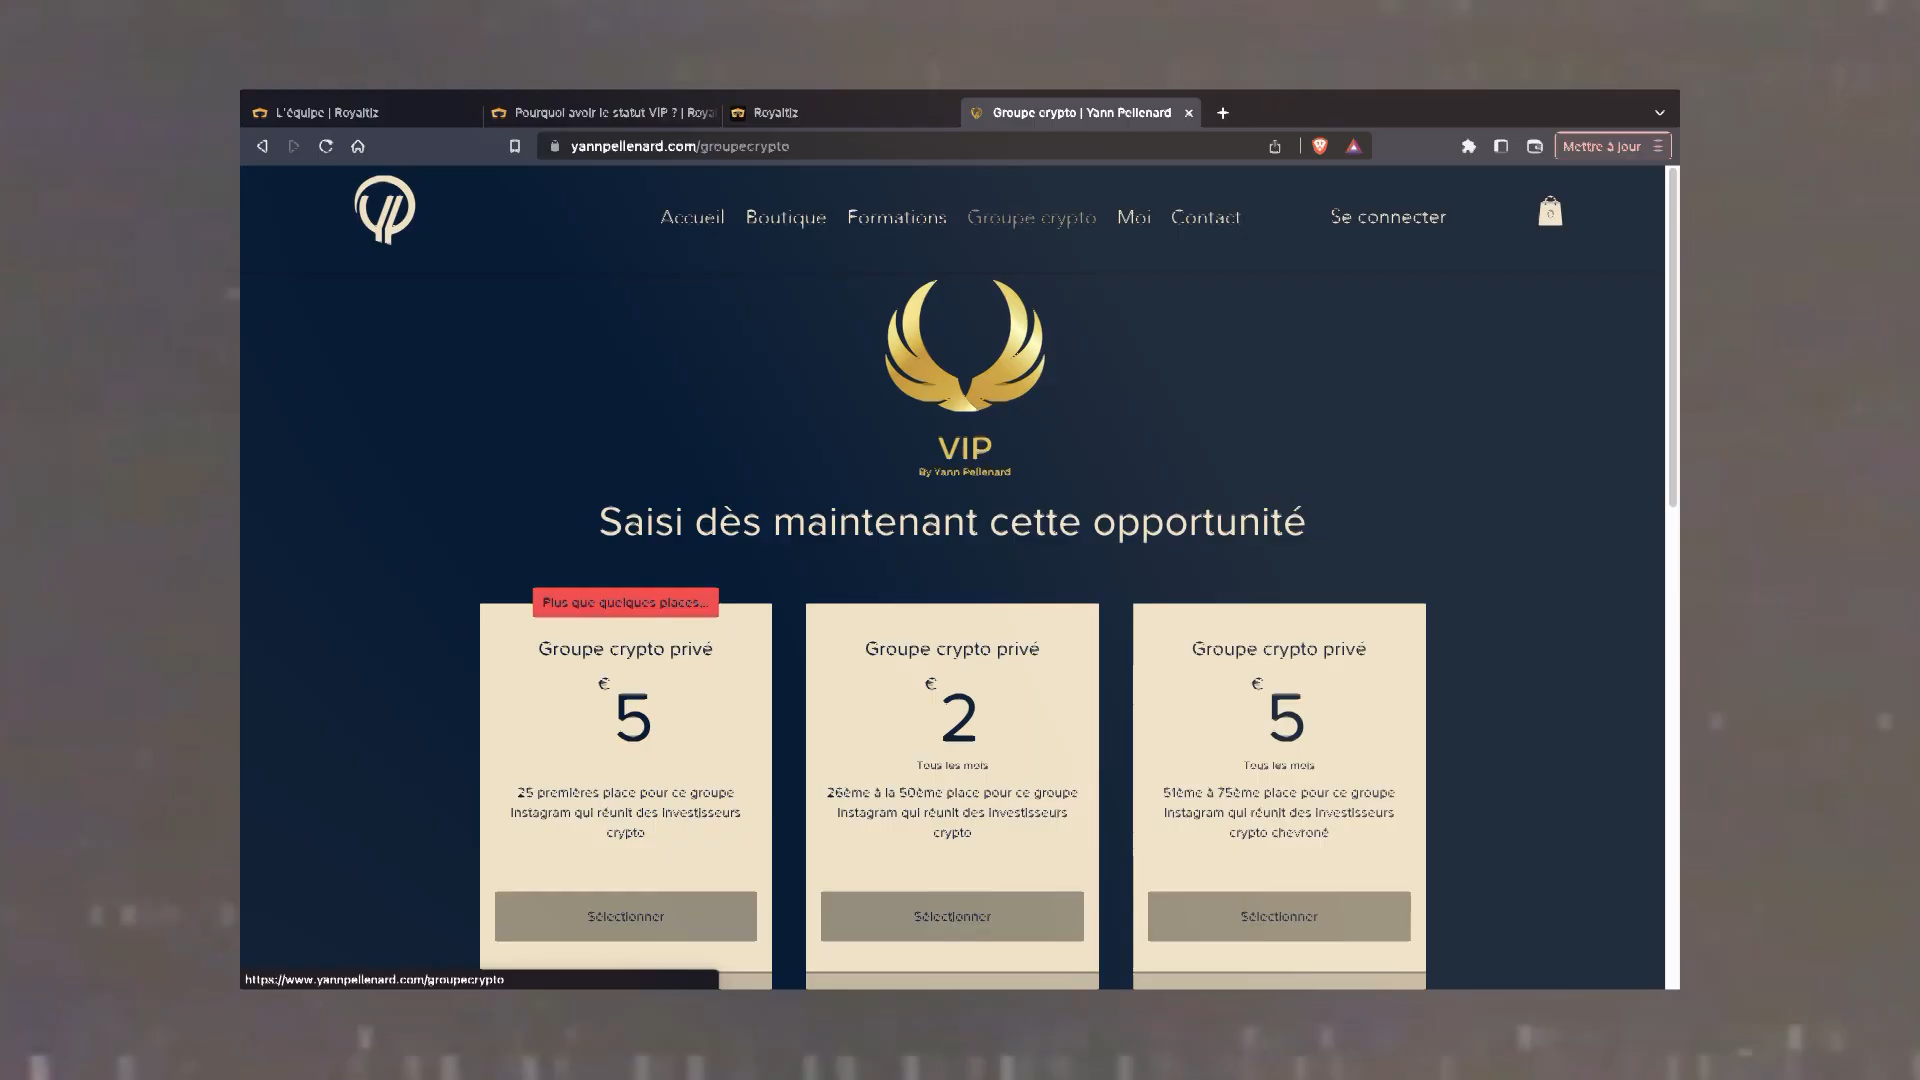 L'équipe | Royaltiz
Pourquoi avoir le statut VIP ? | Roya
Royaltiz
Groupe crypto | Yann Pellenard
yannpellenard.com/groupecrypto
Mettre à jour
Accueil
Boutique
Formations
Groupe crypto
Moi
Contact
Se connecter
0
VIP
By Yann Pellenard
Saisi dès maintenant cette opportunité
Plus que quelques places...
Groupe crypto privé
€
5
25 premières place pour ce groupe
Instagram qui réunit des investisseurs
crypto
Sélectionner
Groupe crypto privé
€
2
Tous les mois
26ème à la 50ème place pour ce groupe
Instagram qui réunit des investisseurs
crypto
Sélectionner
Groupe crypto privé
€
5
Tous les mois
51ème à 75ème place pour ce groupe
Instagram qui réunit des investisseurs
crypto chevroné
Sélectionner
https://www.yannpellenard.com/groupecrypto